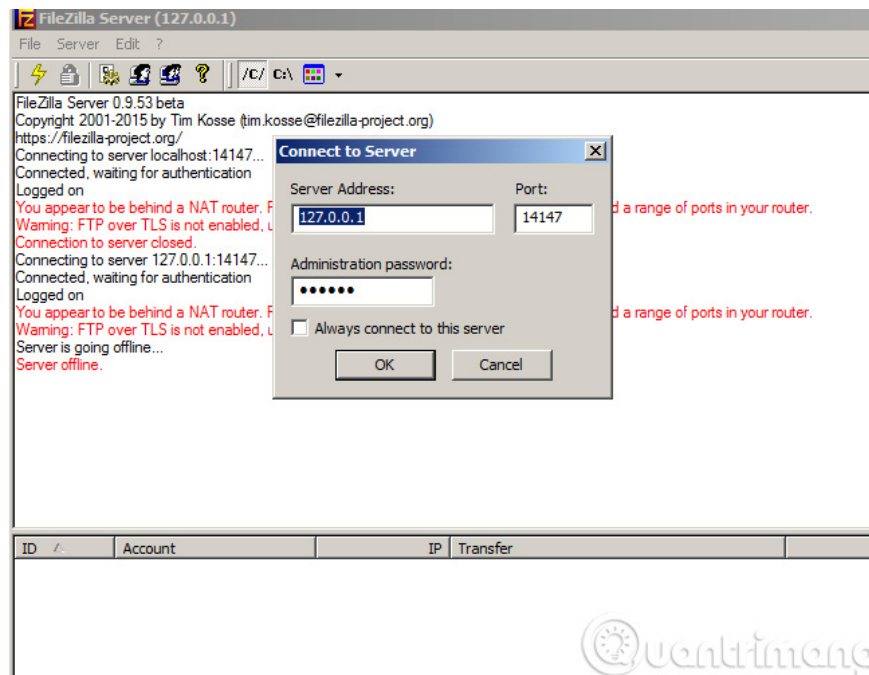 FileZilla Server (127.0.0.1)
File Server Edit ?
/C/ C:\
FileZilla Server 0.9.53 beta
Copyright 2001-2015 by Tim Kosse (tim.kosse@filezilla-project.org)
https://filezilla-project.org/
Connecting to server localhost:14147...
Connected, waiting for authentication
Logged on
You appear to be behind a NAT router. d a range of ports in your router.
Warning: FTP over TLS is not enabled,
Connection to server closed.
Connecting to server 127.0.0.1:14147...
Connected, waiting for authentication
Logged on
You appear to be behind a NAT router. d a range of ports in your router.
Warning: FTP over TLS is not enabled,
Server is going offline...
Server offline.
Connect to Server
Server Address: Port:
127.0.0.1 14147
Administration password:
••••••
Always connect to this server
OK Cancel
ID Account IP Transfer
Quantrimang